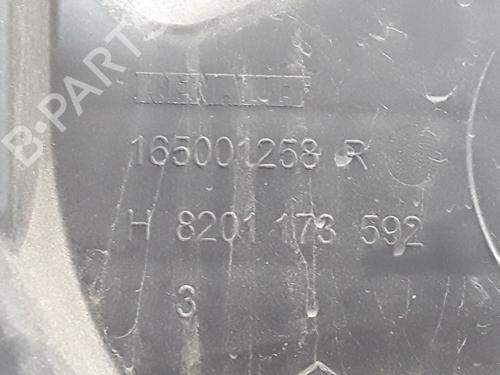 B-PARTS
RENAULT
165001258 R
H 8201 173 592
3